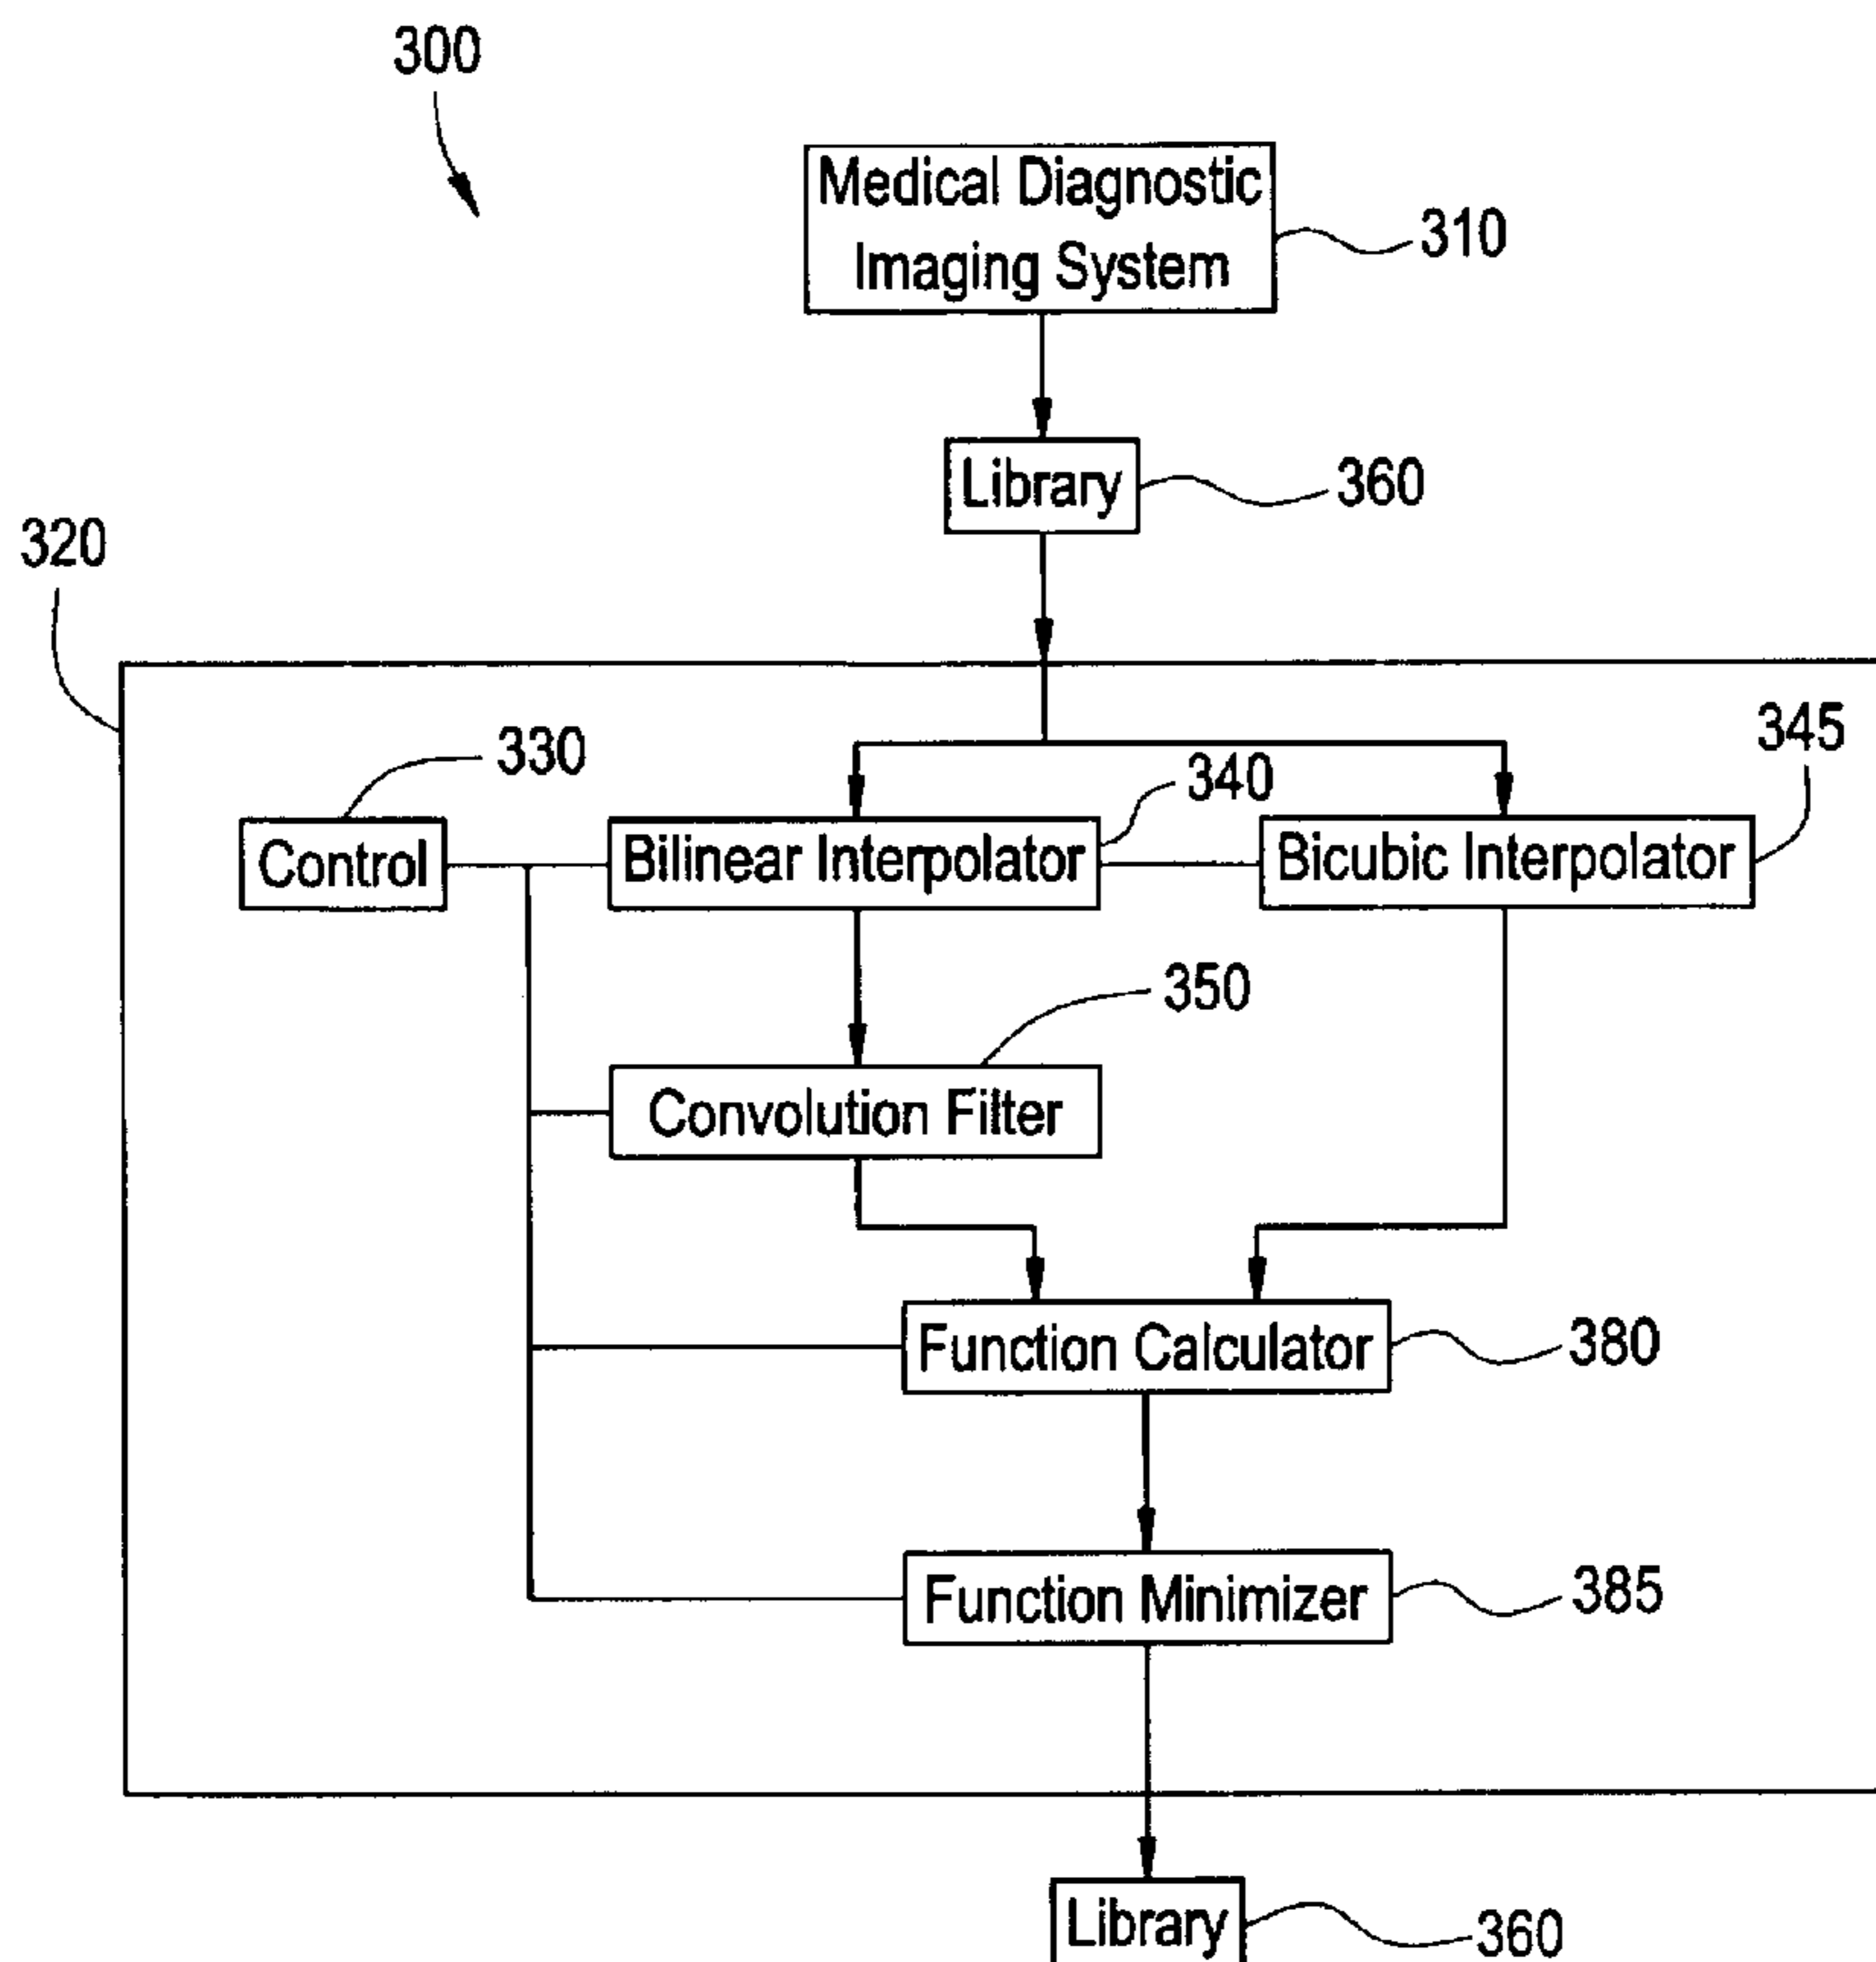 300
Medical Diagnostic
Imaging System
310
Library
360
320
330
340
345
Control
Bilinear Interpolator
Bicubic Interpolator
350
Convolution Filter
Function Calculator
380
Function Minimizer
385
Library
360